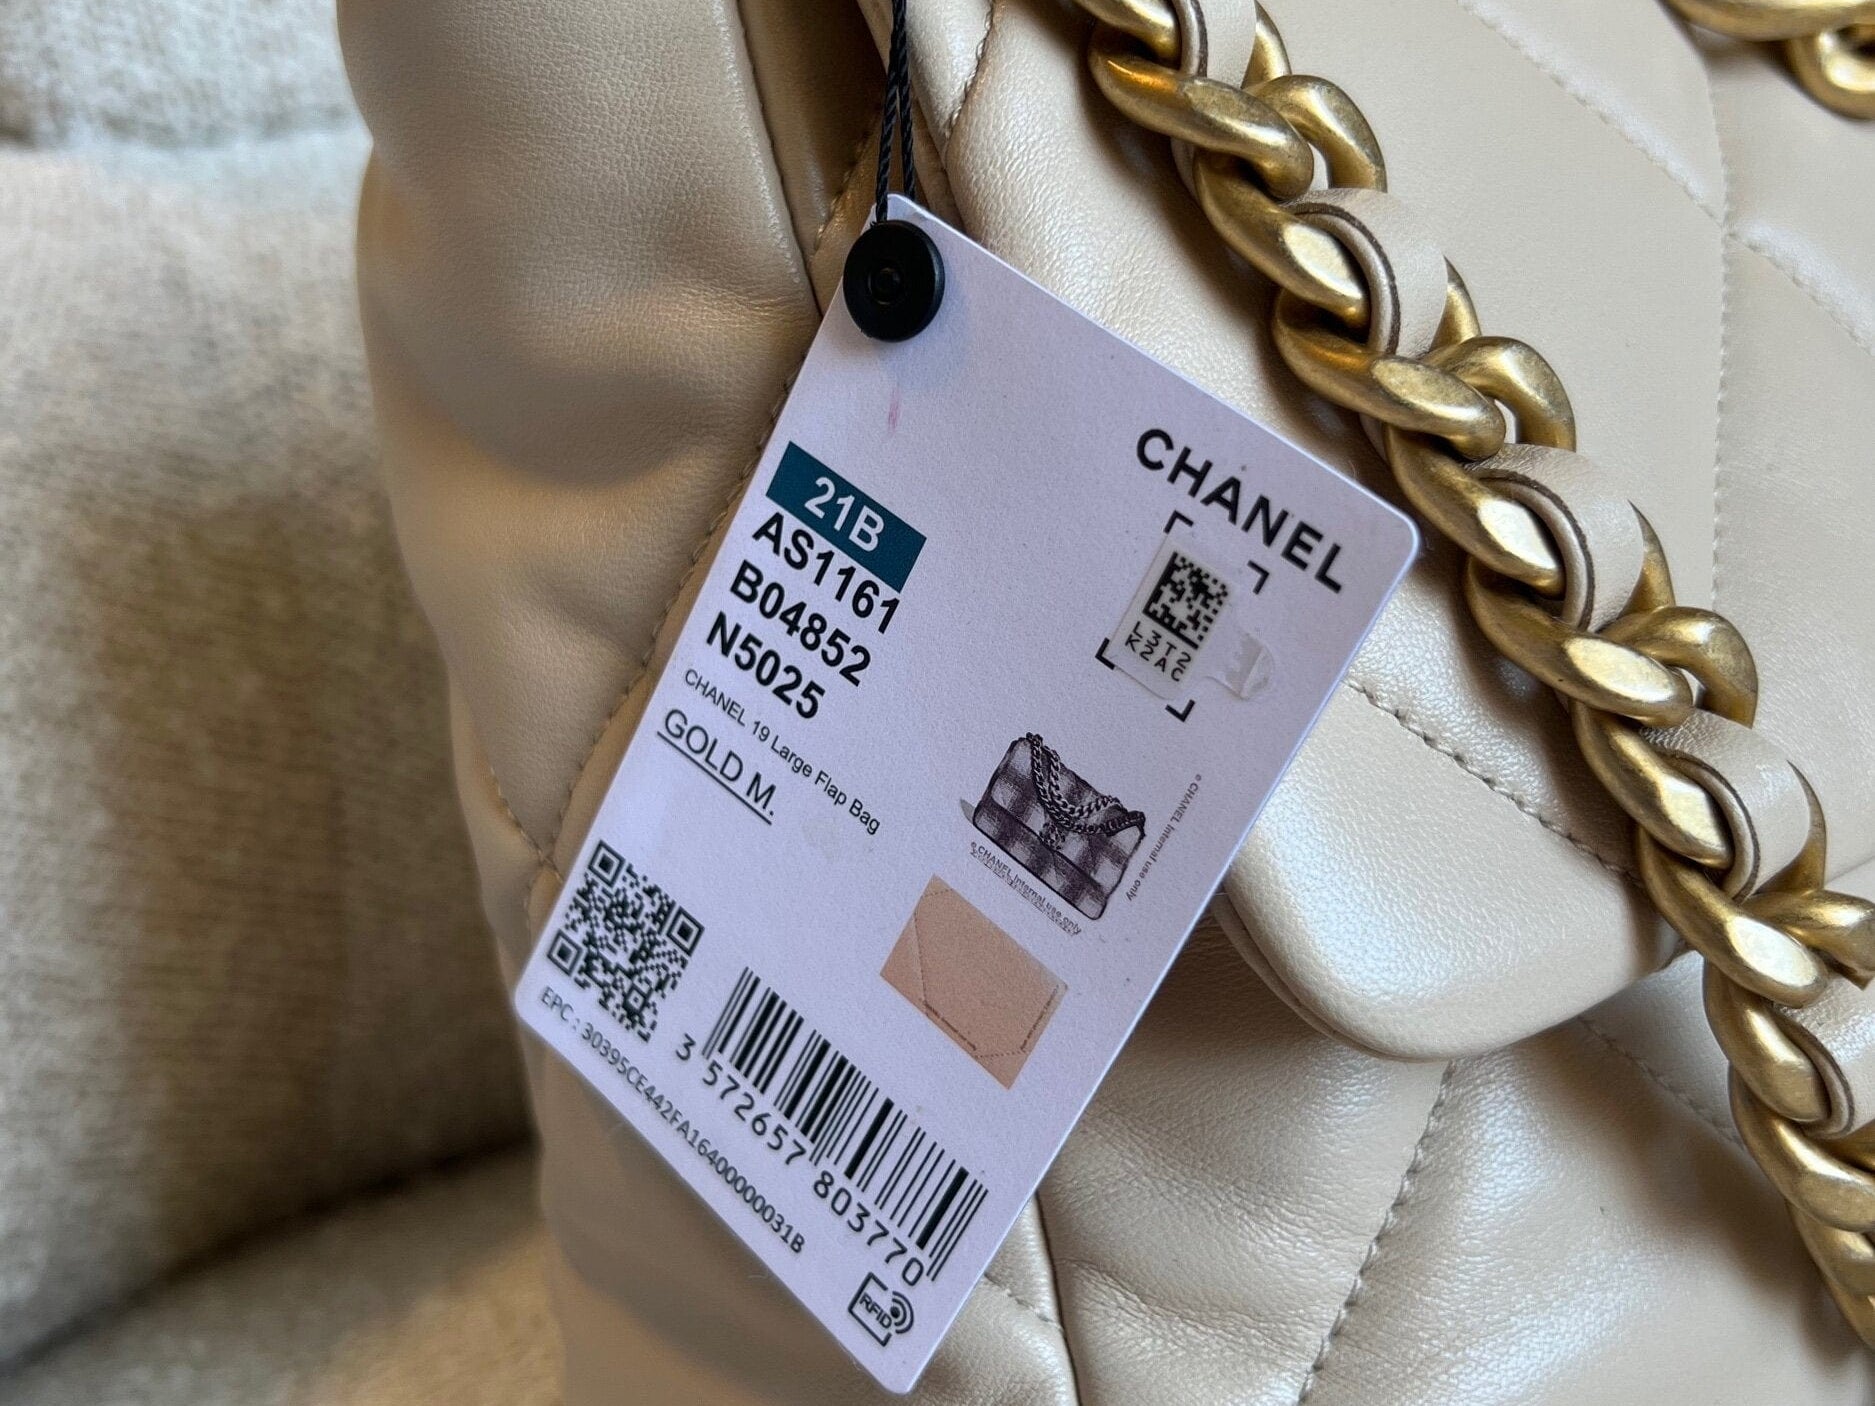 CHANEL
21B
AS1161
B04852
N5025
CHANEL 19 Large Flap Bag
GOLD M.
L3T2
K2AC
© CHANEL Internal use only
© CHANEL Internal use only
3 572657 803770
EPC : 30395CE442FA16400000031B
RFID